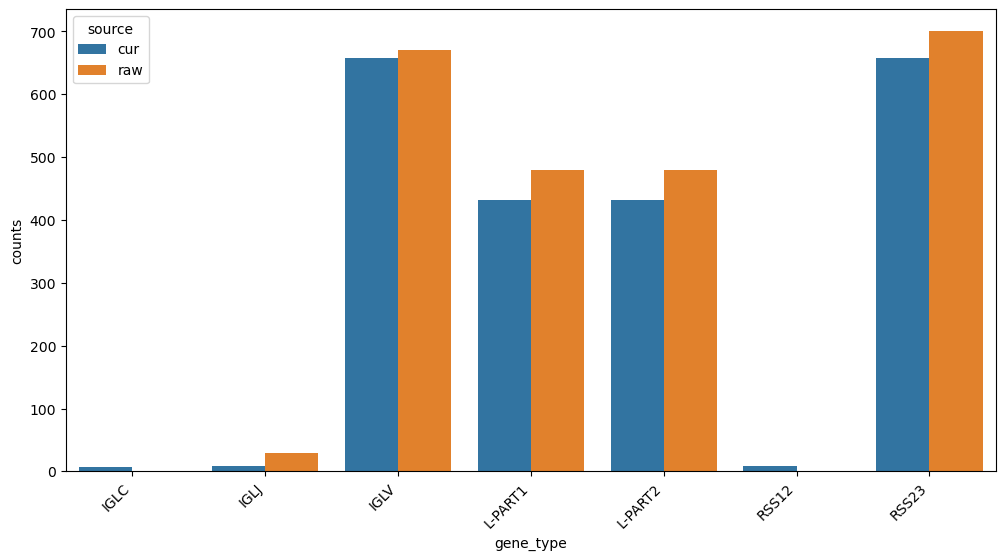 source
cur
raw
700
600
500
400
300
200
100
0
counts
IGLC
IGLJ
IGLV
L-PART1
L-PART2
RSS12
RSS23
gene_type